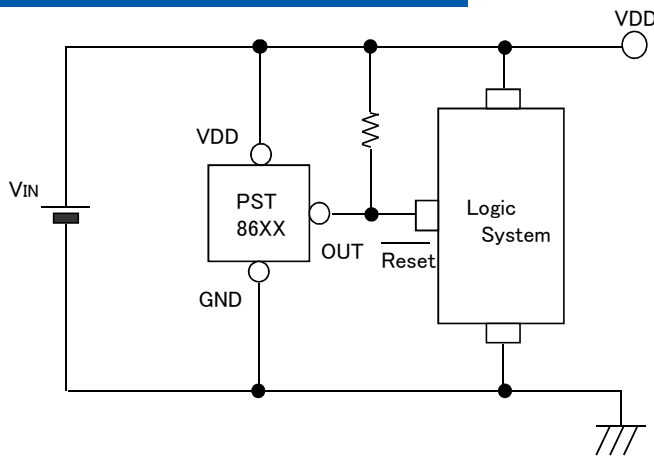 VDD
VDD
VIN
PST
86XX
Logic
System
OUT
Reset
GND